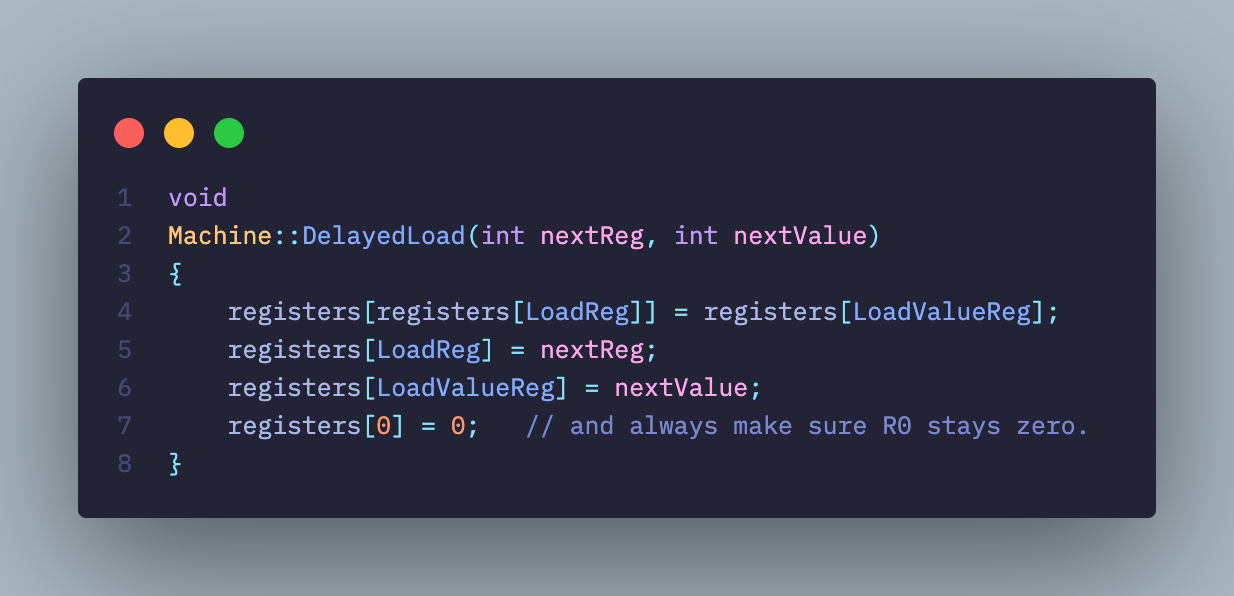 1 void
2 Machine::DelayedLoad(int nextReg, int nextValue)
3 {
4     registers[registers[LoadReg]] = registers[LoadValueReg];
5     registers[LoadReg] = nextReg;
6     registers[LoadValueReg] = nextValue;
7     registers[0] = 0;   // and always make sure R0 stays zero.
8 }